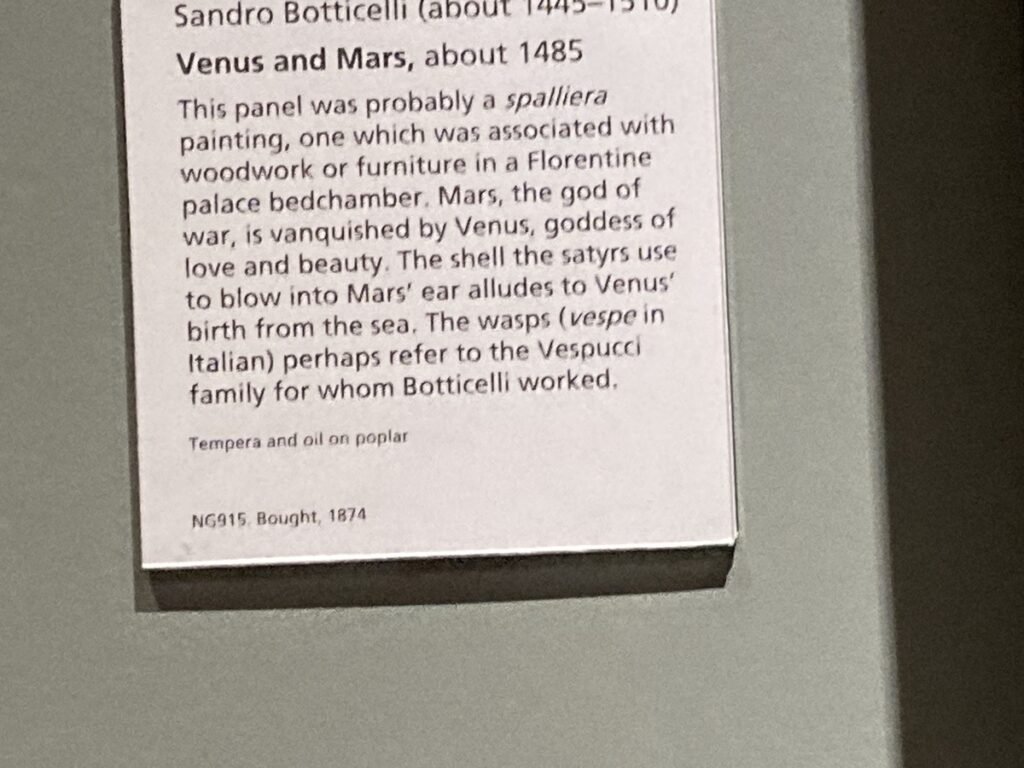 Sandro Botticelli (about 1445–1510)
Venus and Mars, about 1485
This panel was probably a spalliera
painting, one which was associated with
woodwork or furniture in a Florentine
palace bedchamber. Mars, the god of
war, is vanquished by Venus, goddess of
love and beauty. The shell the satyrs use
to blow into Mars’ ear alludes to Venus’
birth from the sea. The wasps (vespe in
Italian) perhaps refer to the Vespucci
family for whom Botticelli worked.
Tempera and oil on poplar
NG915. Bought, 1874